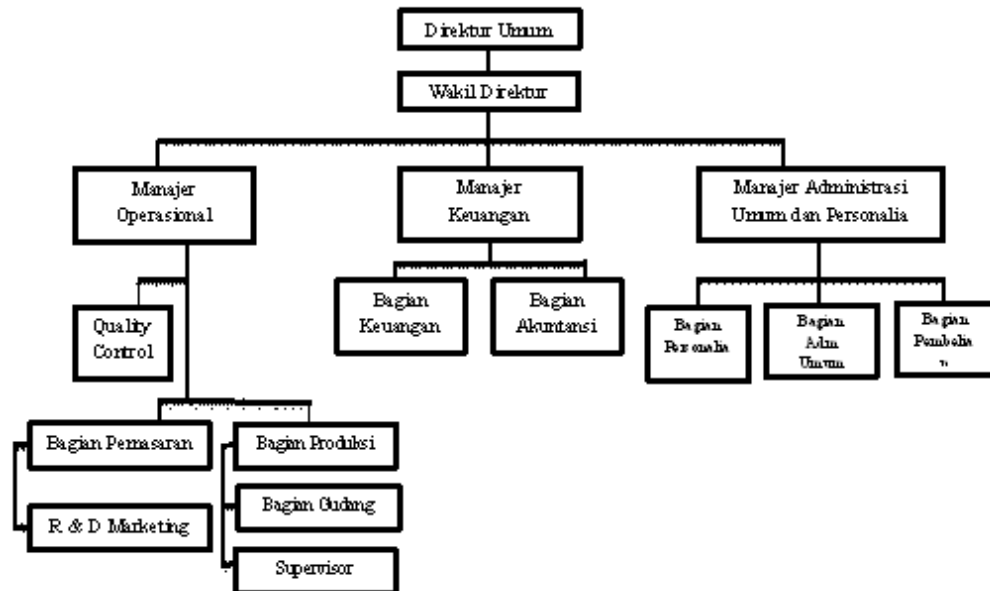 Direktur Umum
Wakil Direktur
Manajer
Operasional
Manajer
Keuangan
Manajer Administrasi
Umum dan Personalia
Quality
Control
Bagian
Keuangan
Bagian
Akuntansi
Bagian
Personalia
Bagian
Adm
Umum
Bagian
Pembelia
n
Bagian Pemasaran
Bagian Produksi
R & D Marketing
Bagian Gudang
Supervisor